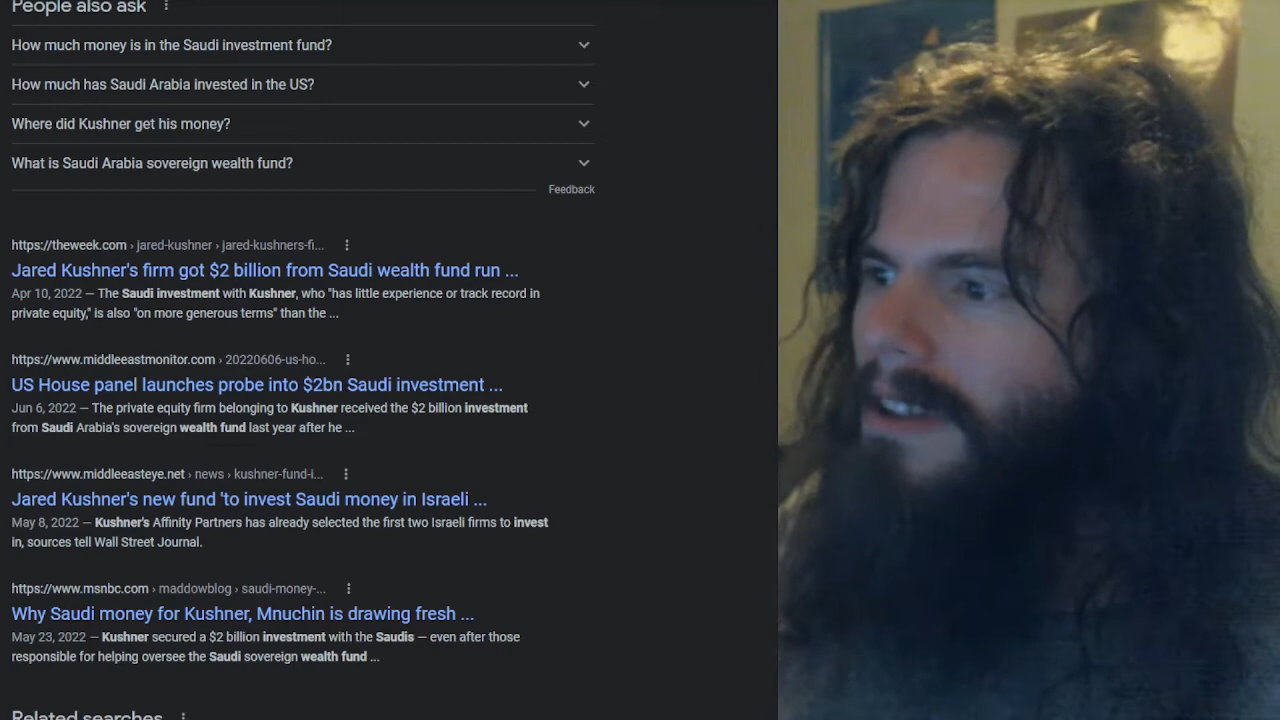 People also ask
How much money is in the Saudi investment fund?
How much has Saudi Arabia invested in the US?
Where did Kushner get his money?
What is Saudi Arabia sovereign wealth fund?
Feedback
https://theweek.com › jared-kushner › jared-kushners-fi...
Jared Kushner's firm got $2 billion from Saudi wealth fund run ...
Apr 10, 2022 — The Saudi investment with Kushner, who "has little experience or track record in
private equity," is also "on more generous terms" than the ...
https://www.middleeastmonitor.com › 20220606-us-ho...
US House panel launches probe into $2bn Saudi investment ...
Jun 6, 2022 — The private equity firm belonging to Kushner received the $2 billion investment
from Saudi Arabia's sovereign wealth fund last year after he ...
https://www.middleeasteye.net › news › kushner-fund-i...
Jared Kushner's new fund 'to invest Saudi money in Israeli ...
May 8, 2022 — Kushner's Affinity Partners has already selected the first two Israeli firms to invest
in, sources tell Wall Street Journal.
https://www.msnbc.com › maddowblog › saudi-money-...
Why Saudi money for Kushner, Mnuchin is drawing fresh ...
May 23, 2022 — Kushner secured a $2 billion investment with the Saudis — even after those
responsible for helping oversee the Saudi sovereign wealth fund ...
Related searches